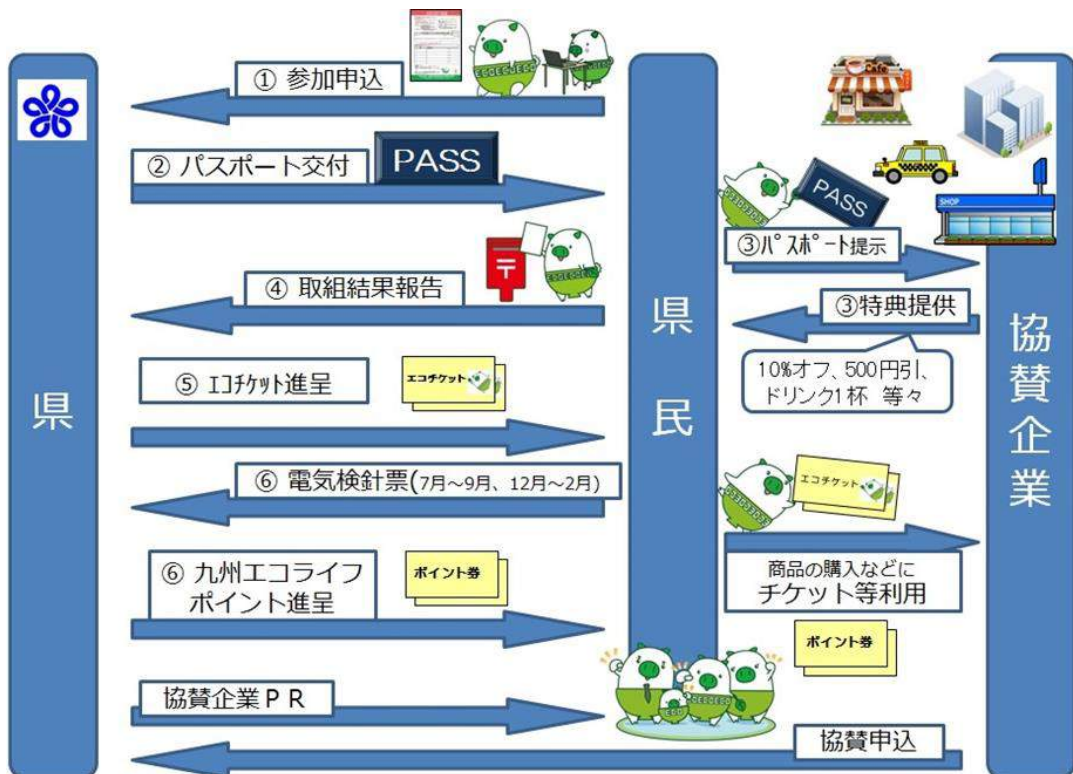 ① 参加申込
ECOECOECO
② パスポート交付
PASS
PASS
SHOP
③パスポート提示
④ 取組結果報告
〒
③特典提供
10%オフ、500円引、
ドリンク1杯 等々
県
県民
協賛企業
⑤ エコチケット進呈
エコチケット
⑥ 電気検針票(7月～9月、12月～2月)
エコチケット
⑥ 九州エコライフ
ポイント進呈
ポイント券
商品の購入などに
チケット等利用
ポイント券
協賛企業PR
ECO
協賛申込